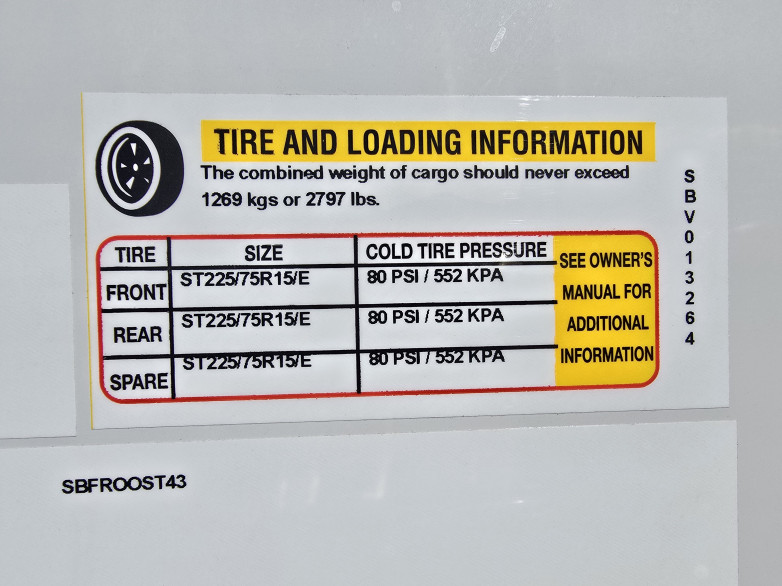 TIRE AND LOADING INFORMATION
The combined weight of cargo should never exceed
1269 kgs or 2797 lbs.
TIRE SIZE COLD TIRE PRESSURE
FRONT ST225/75R15/E 80 PSI / 552 KPA
REAR ST225/75R15/E 80 PSI / 552 KPA
SPARE ST225/75R15/E 80 PSI / 552 KPA
SEE OWNER'S
MANUAL FOR
ADDITIONAL
INFORMATION
SBV013264
SBFROOST43